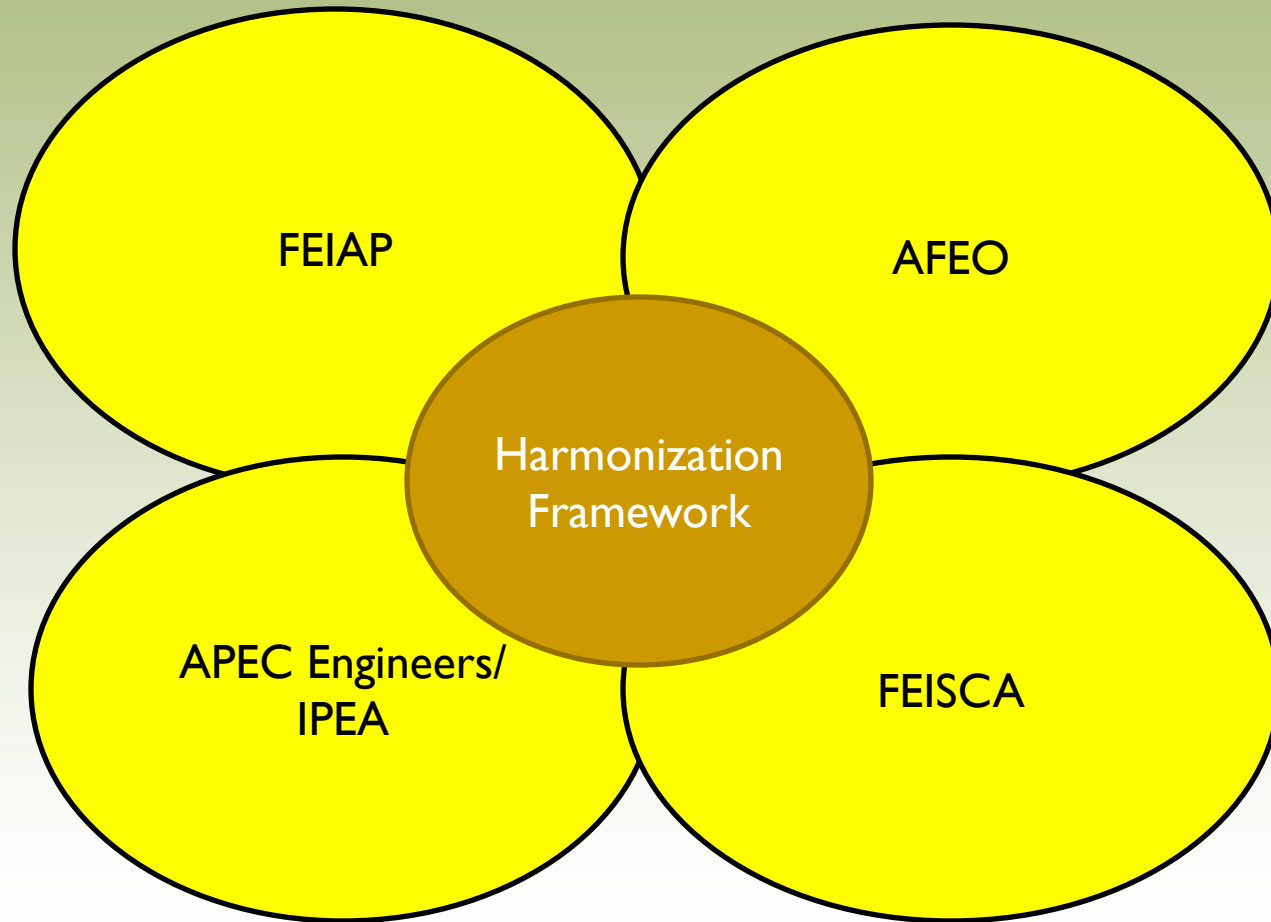 FEIAP
AFEO
Harmonization
Framework
APEC Engineers/
IPEA
FEISCA